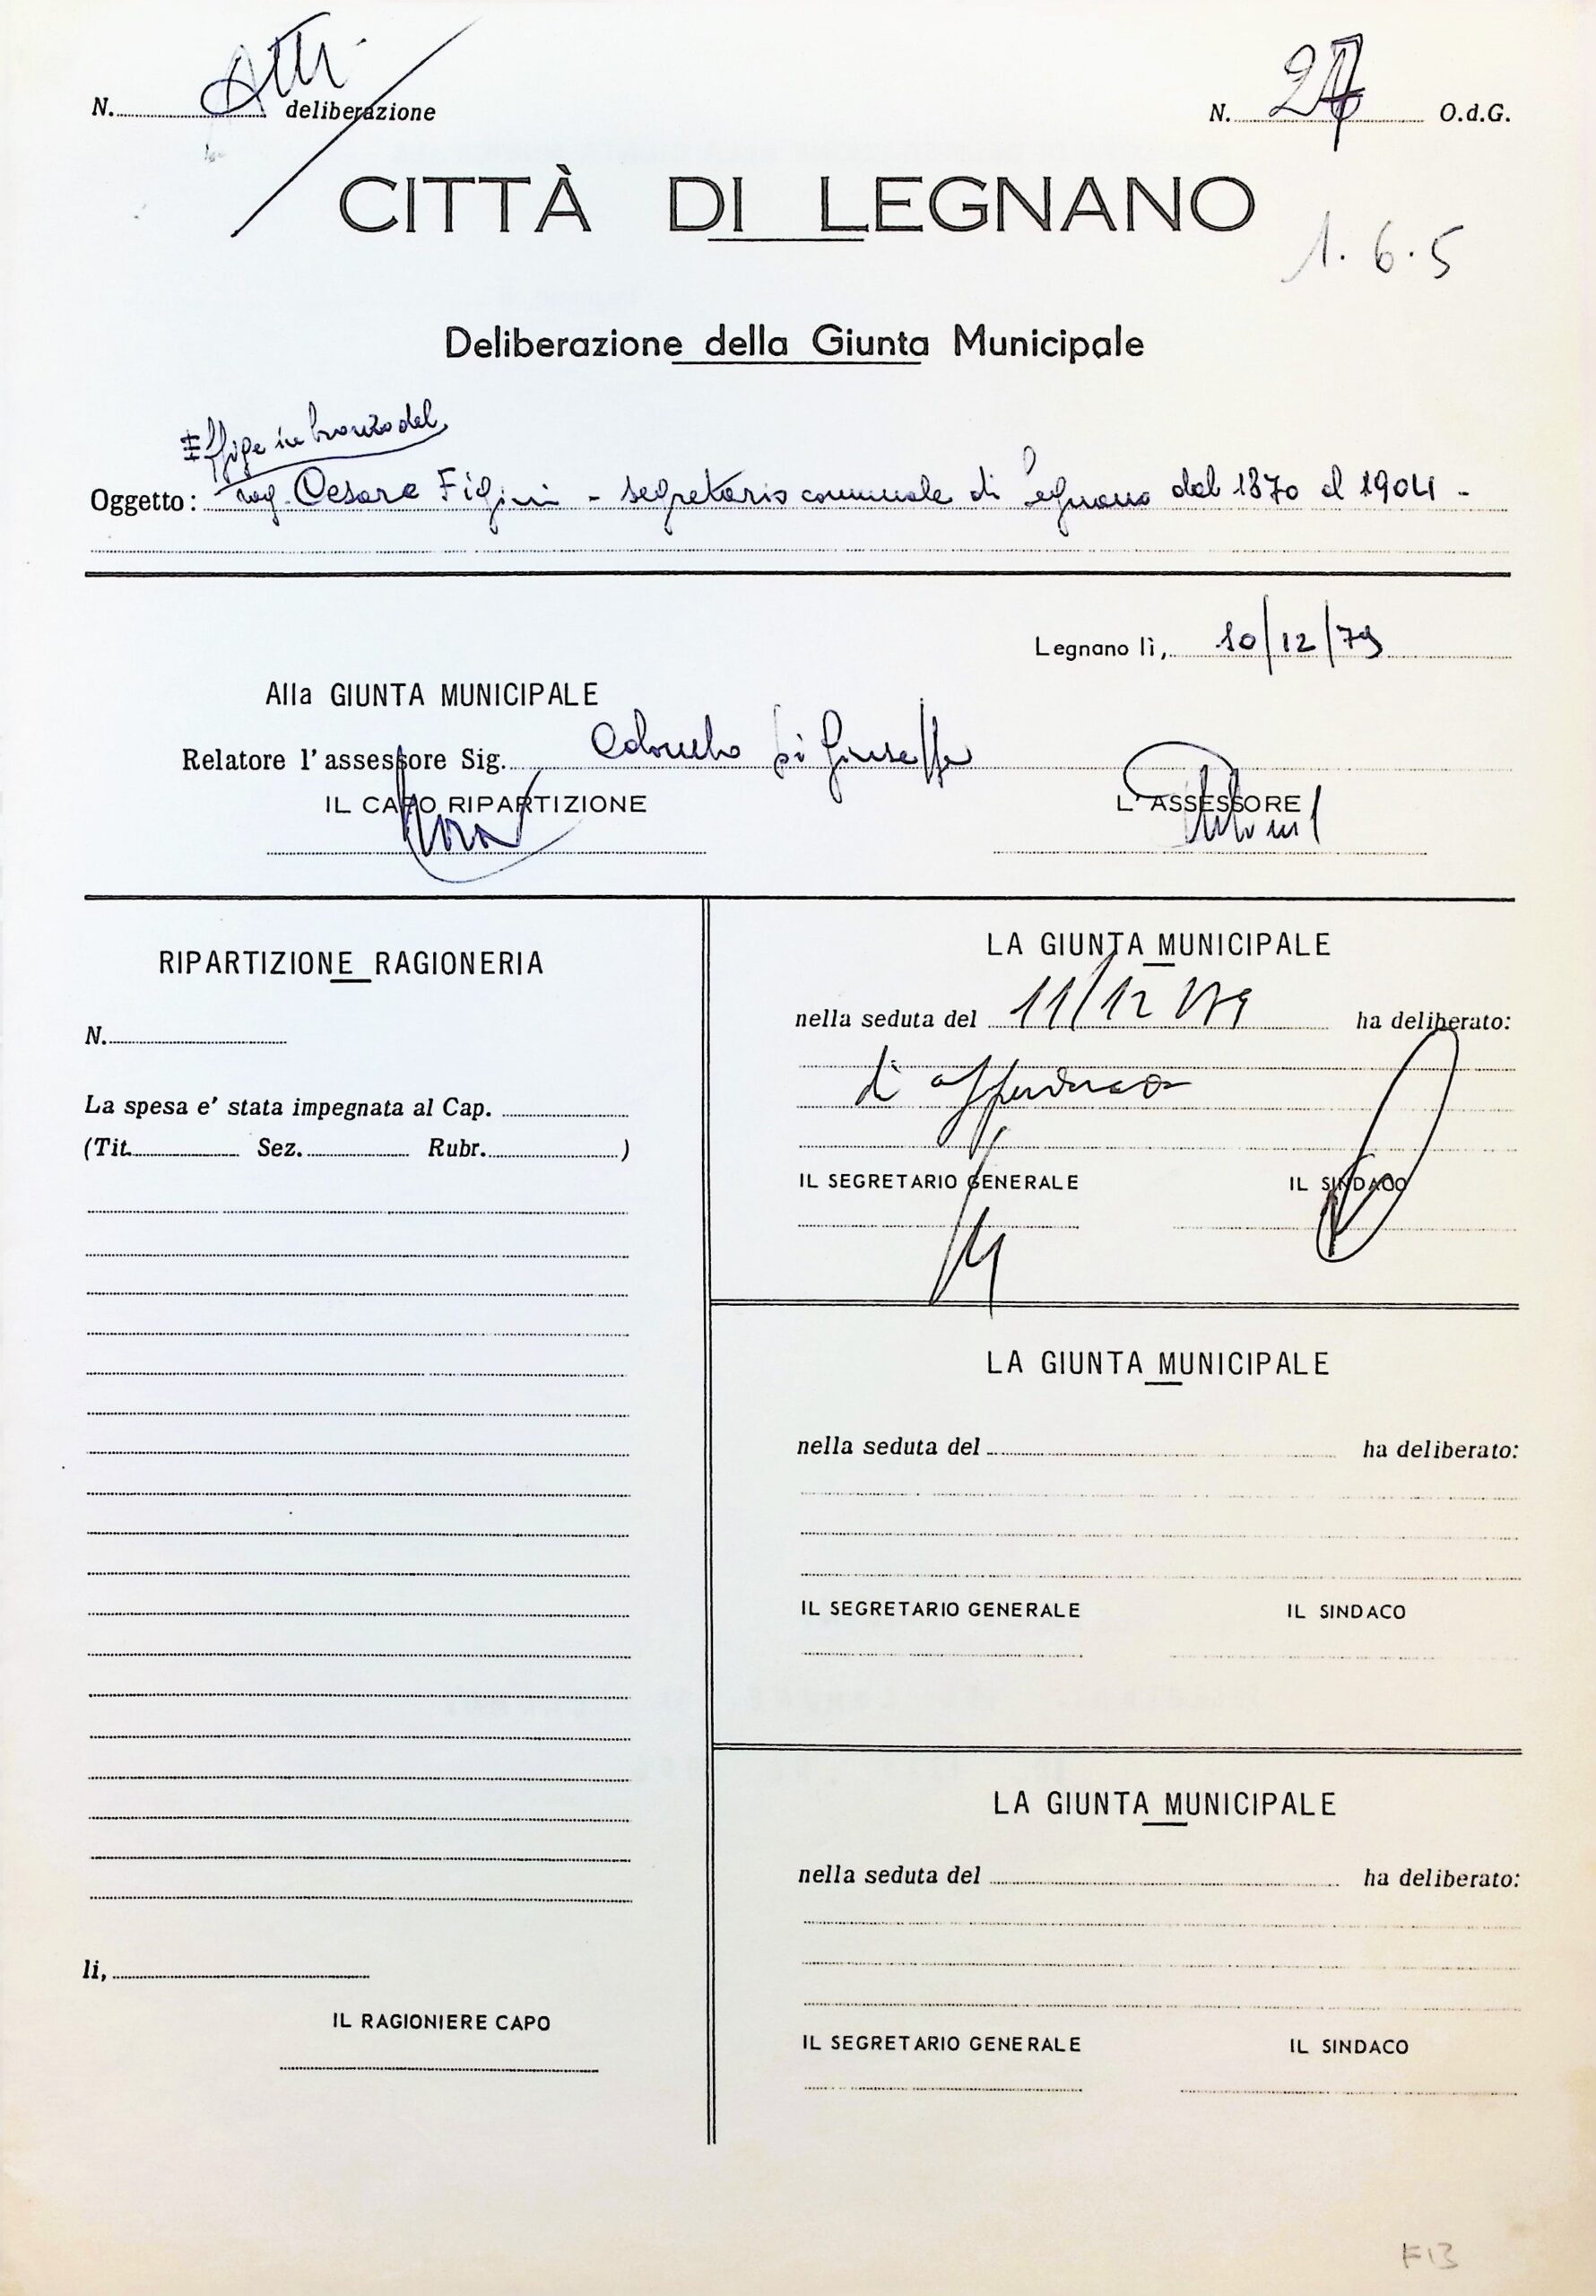 N. Atti deliberazione
N. 27 O.d.G.
CITTÀ DI LEGNANO
1.6.5
Deliberazione della Giunta Municipale
Effige in bronzo del
Oggetto: rag. Cesare Figini - segretario comunale di Legnano dal 1870 al 1904 -
Legnano lì, 10/12/79
Alla GIUNTA MUNICIPALE
Relatore l'assessore Sig. Colombo Giuseppe
IL CAPO RIPARTIZIONE
L'ASSESSORE
RIPARTIZIONE RAGIONERIA
N.
La spesa e' stata impegnata al Cap.
(Tit. Sez. Rubr. )
li,
IL RAGIONIERE CAPO
LA GIUNTA MUNICIPALE
nella seduta del 11/12 ha deliberato:
di
IL SEGRETARIO GENERALE IL SINDACO
LA GIUNTA MUNICIPALE
nella seduta del ha deliberato:
IL SEGRETARIO GENERALE IL SINDACO
LA GIUNTA MUNICIPALE
nella seduta del ha deliberato:
IL SEGRETARIO GENERALE IL SINDACO
F13